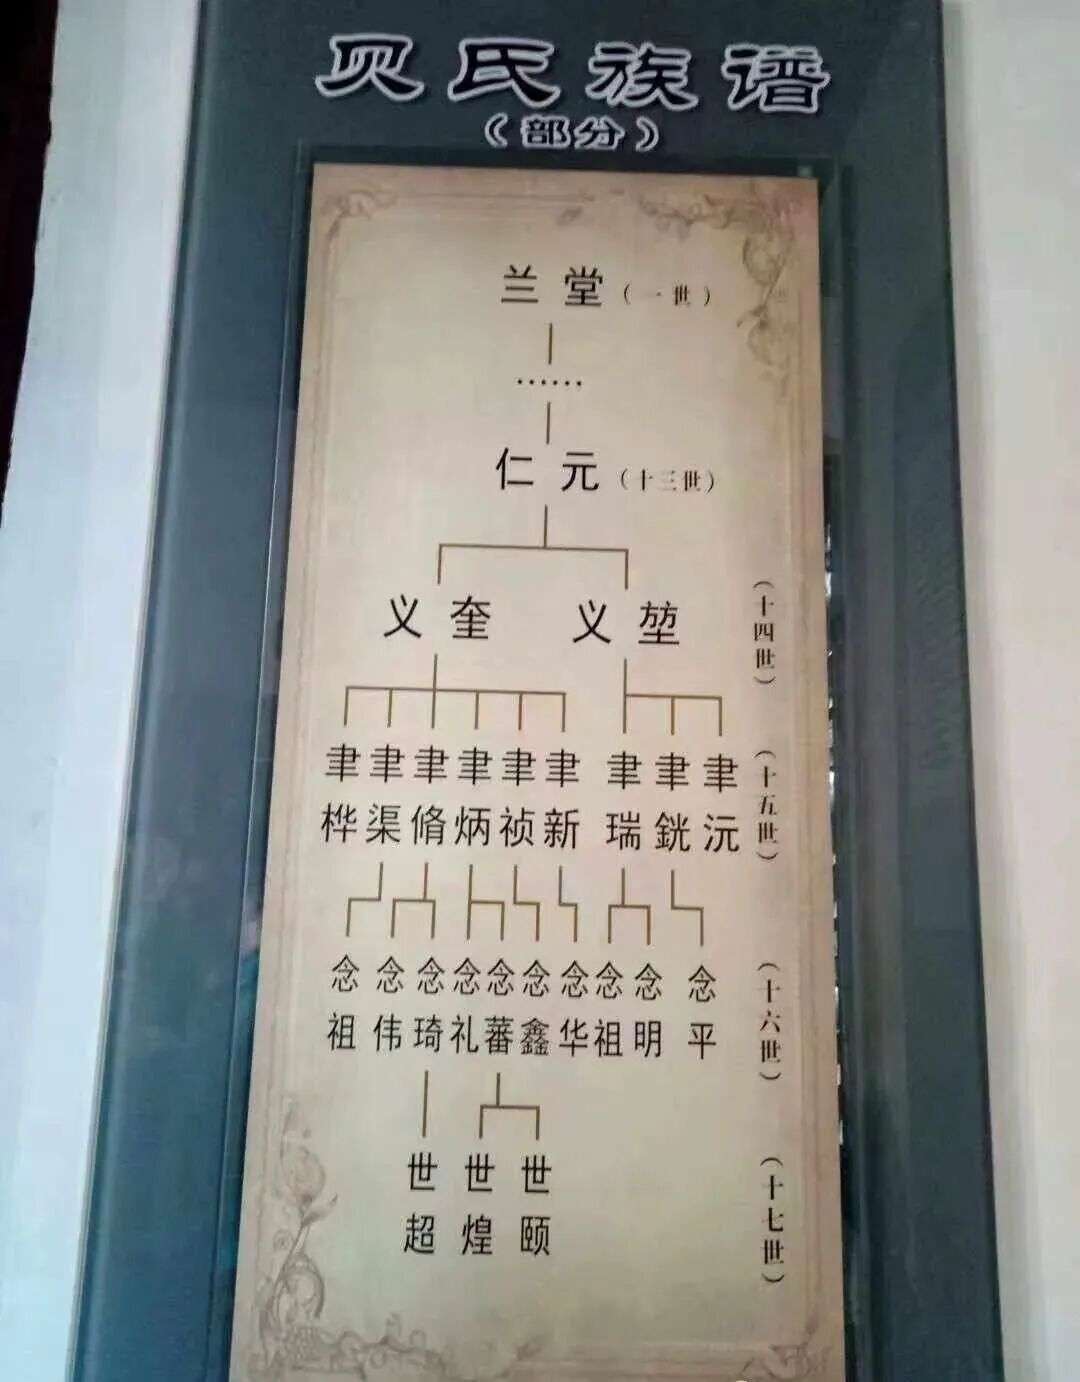 贝氏族谱
（部分）
兰堂（一世）
……
仁元（十三世）
义奎 义堃 （十四世）
聿桦 聿渠 聿脩 聿炳 聿祯 聿新 聿瑞 聿銧 聿沅 （十五世）
念祖 念伟 念琦 念礼 念蕃 念鑫 念华 念祖 念明 念平 （十六世）
世超 世煌 世颐 （十七世）